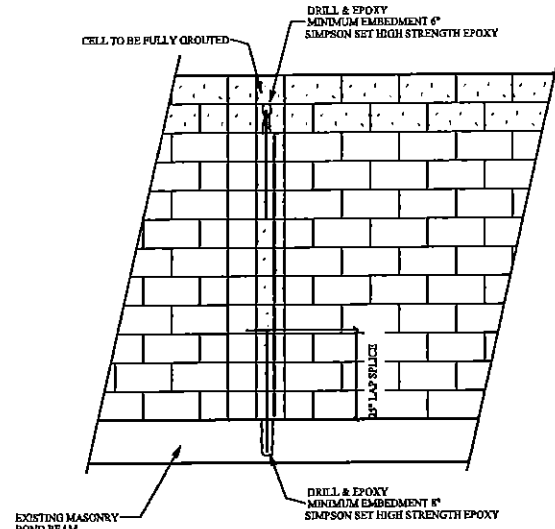 DRILL & EPOXY
MINIMUM EMBEDMENT 6"
SIMPSON SET HIGH STRENGTH EPOXY
CELL TO BE FULLY GROUTED
25" LAP SPLICE
DRILL & EPOXY
MINIMUM EMBEDMENT 8"
SIMPSON SET HIGH STRENGTH EPOXY
EXISTING MASONRY
BOND BEAM